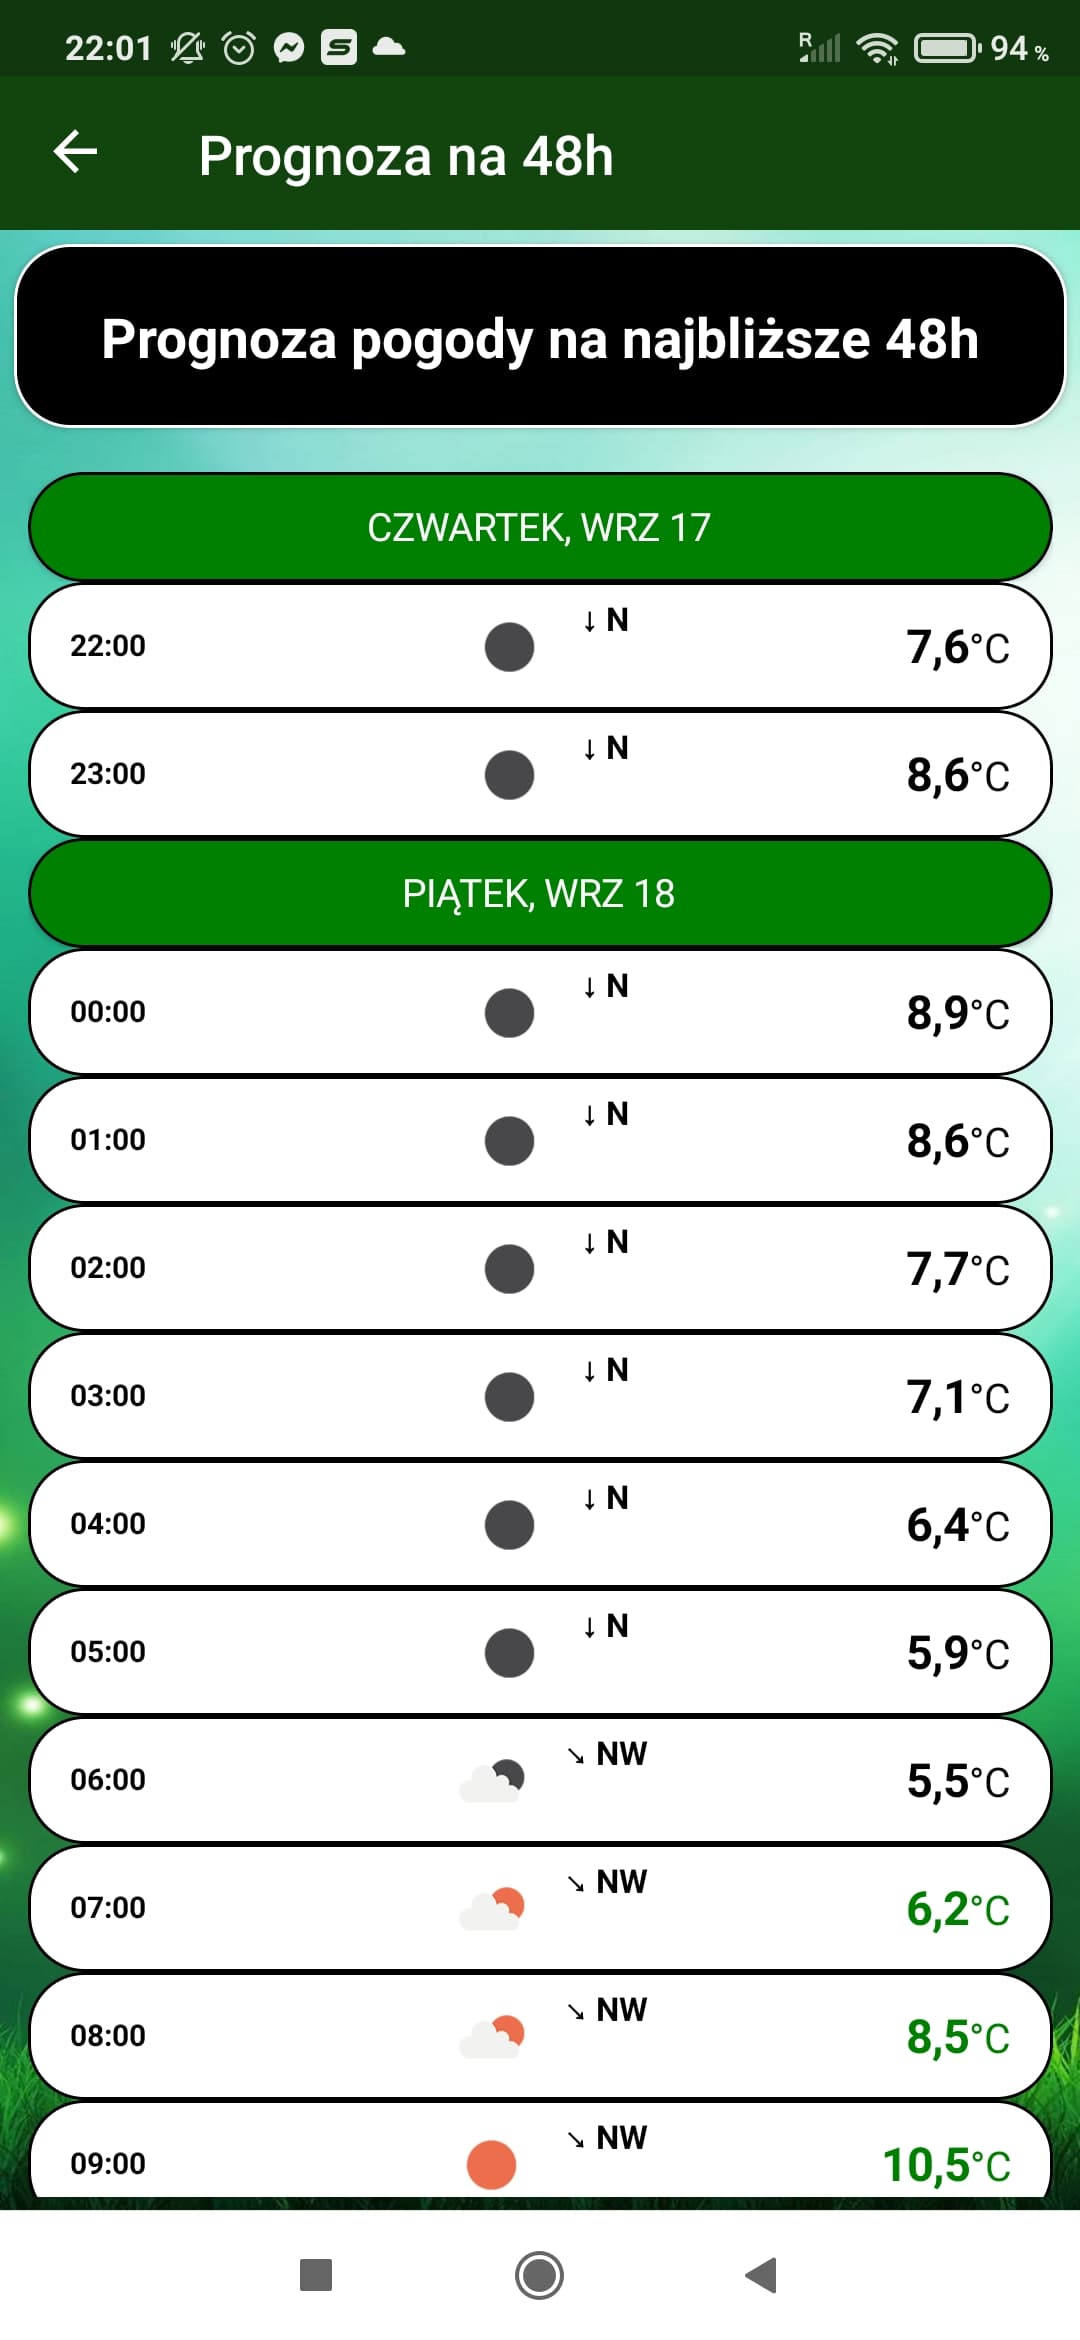 22:01
R
94 %
Prognoza na 48h
Prognoza pogody na najbliższe 48h
CZWARTEK, WRZ 17
22:00 ↓ N 7,6°C
23:00 ↓ N 8,6°C
PIĄTEK, WRZ 18
00:00 ↓ N 8,9°C
01:00 ↓ N 8,6°C
02:00 ↓ N 7,7°C
03:00 ↓ N 7,1°C
04:00 ↓ N 6,4°C
05:00 ↓ N 5,9°C
06:00 ↘ NW 5,5°C
07:00 ↘ NW 6,2°C
08:00 ↘ NW 8,5°C
09:00 ↘ NW 10,5°C